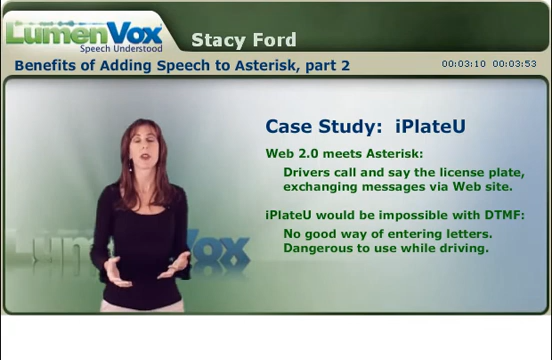 LumenVox
Speech Understood
Stacy Ford
Benefits of Adding Speech to Asterisk, part 2
00:03:10 00:03:53
Case Study: iPlateU
Web 2.0 meets Asterisk:
Drivers call and say the license plate,
exchanging messages via Web site.
iPlateU would be impossible with DTMF:
No good way of entering letters.
Dangerous to use while driving.
LumenVox